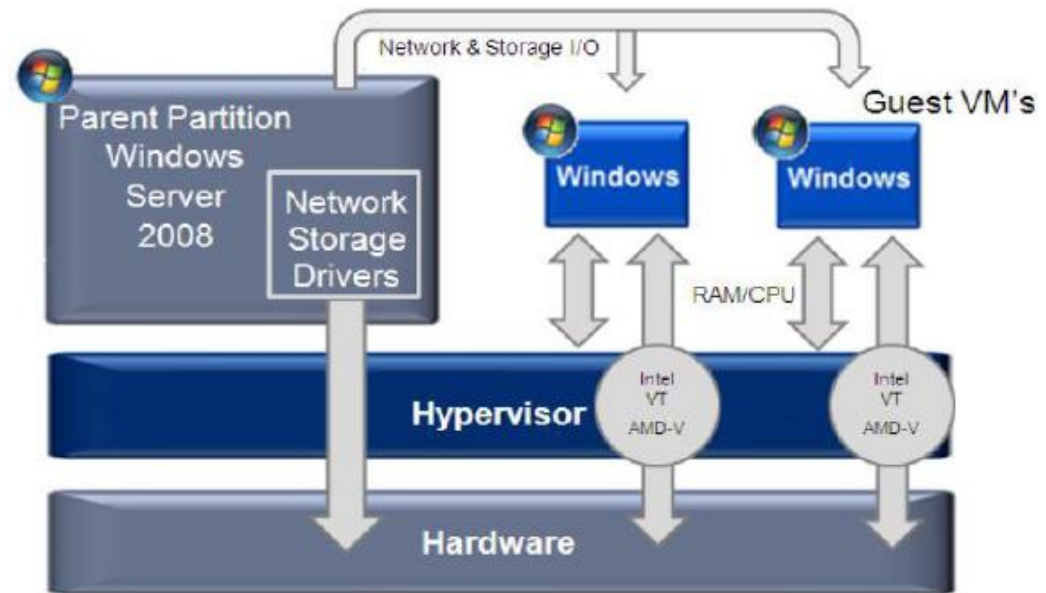 Network & Storage I/O
Guest VM's
Parent Partition
Windows
Server
2008
Network
Storage
Drivers
Windows
Windows
RAM/CPU
Intel
VT
AMD-V
Intel
VT
AMD-V
Hypervisor
Hardware